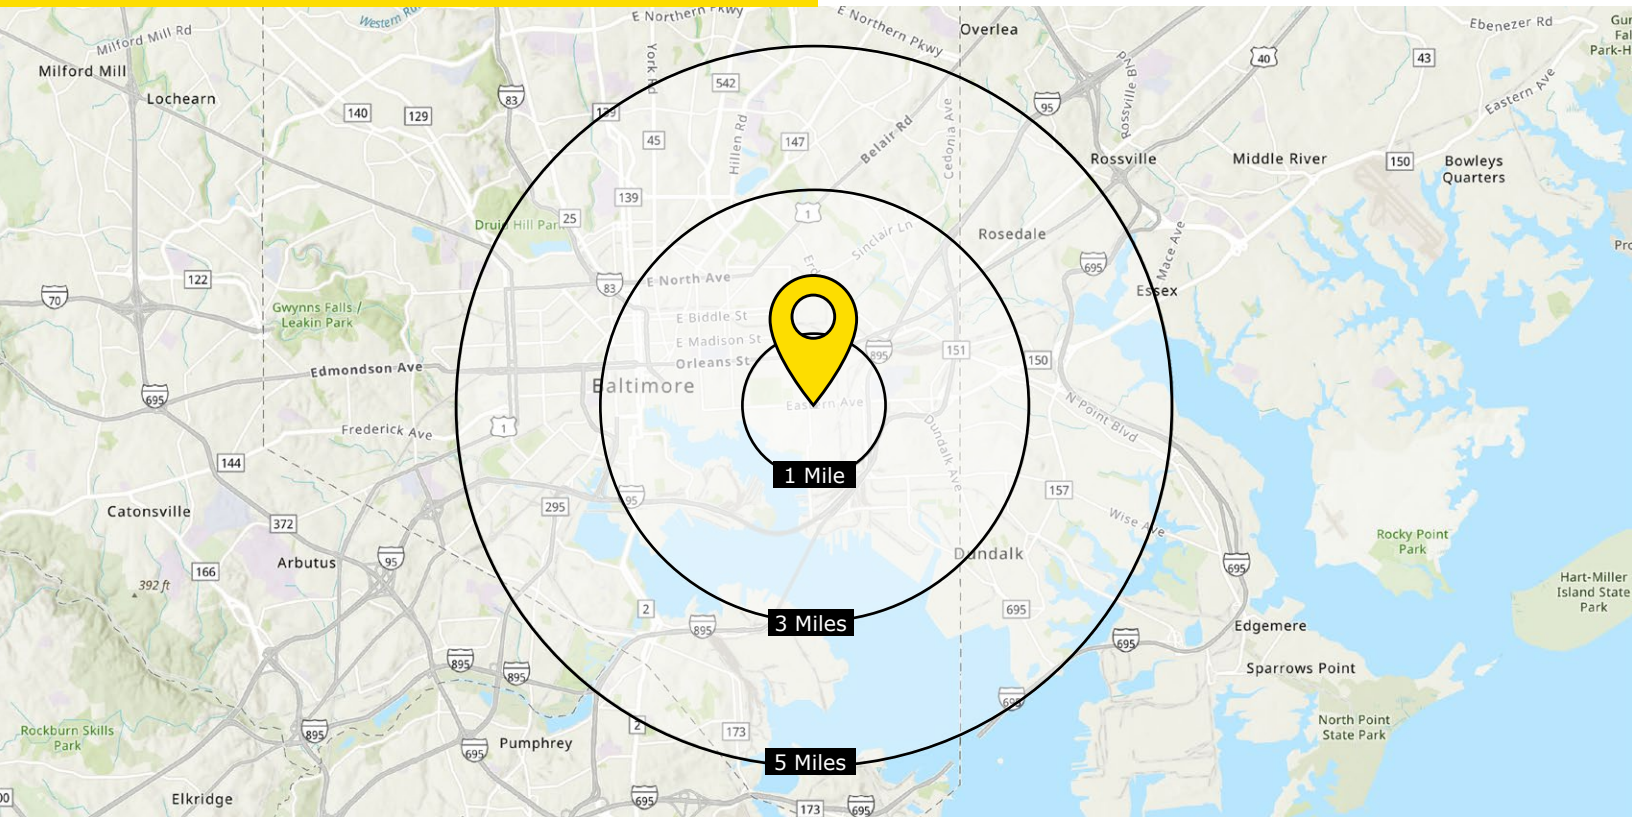 Western Ru
E Northern Pkwy
E Northern Pkwy
Overlea
Ebenezer Rd
Milford Mill Rd
Milford Mill
York Rd
542
83
40
43
Park-H
Lochearn
140
129
139
95
Rossville Blvd
Eastern Ave
45
Hillen Rd
147
Belair Rd
Cedonia Ave
Rossville
Middle River
150
Bowleys
Quarters
139
25
1
Druid Hill Park
Sinclair Ln
Rosedale
Mace Ave
695
122
83
E North Ave
Essex
70
Gwynns Falls /
Leakin Park
E Biddle St
E Madison St
Orleans St
895
151
150
Edmondson Ave
Baltimore
695
Eastern Ave
N Point Blvd
Frederick Ave
1
Dundalk Ave
144
1 Mile
95
157
Catonsville
295
372
Wise Ave
Rocky Point
Park
Arbutus
95
Dundalk
166
392 ft
695
Hart-Miller
Island State
Park
2
695
3 Miles
895
Edgemere
695
Sparrows Point
895
895
695
2
173
North Point
State Park
Rockburn Skills
Park
895
Pumphrey
695
5 Miles
Elkridge
695
173
695